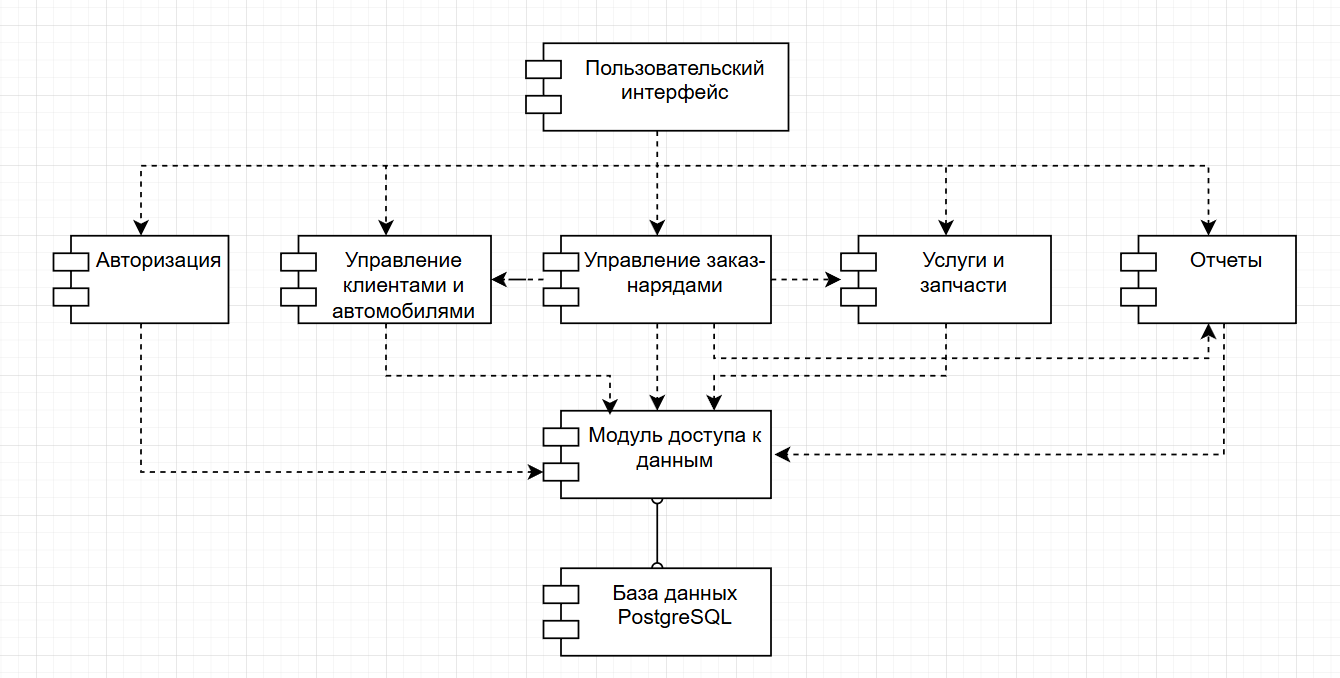 Пользовательский
интерфейс
Авторизация
Управление
клиентами и
автомобилями
Управление заказ-
нарядами
Услуги и
запчасти
Отчеты
Модуль доступа к
данным
База данных
PostgreSQL